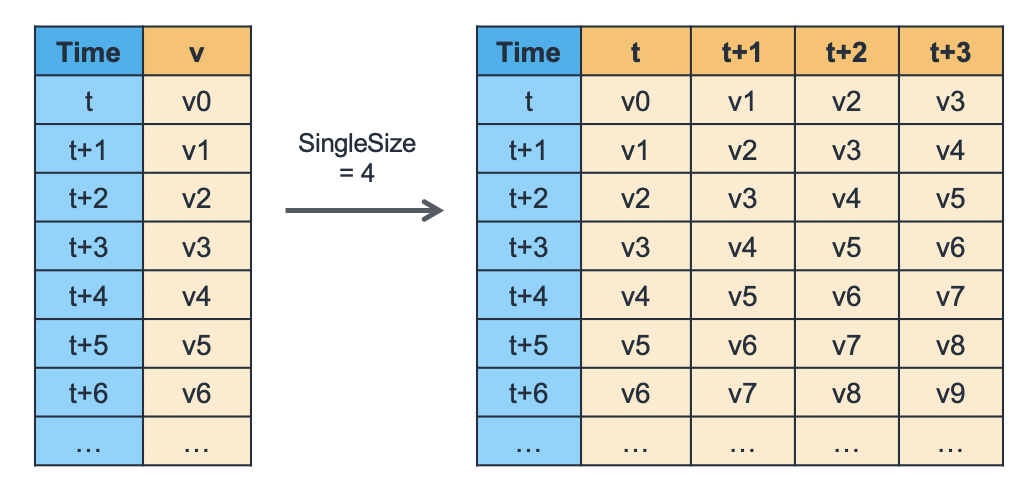 Time v
t v0
t+1 v1
t+2 v2
t+3 v3
t+4 v4
t+5 v5
t+6 v6
... ...
SingleSize
= 4
Time t t+1 t+2 t+3
t v0 v1 v2 v3
t+1 v1 v2 v3 v4
t+2 v2 v3 v4 v5
t+3 v3 v4 v5 v6
t+4 v4 v5 v6 v7
t+5 v5 v6 v7 v8
t+6 v6 v7 v8 v9
... ... ... ... ...